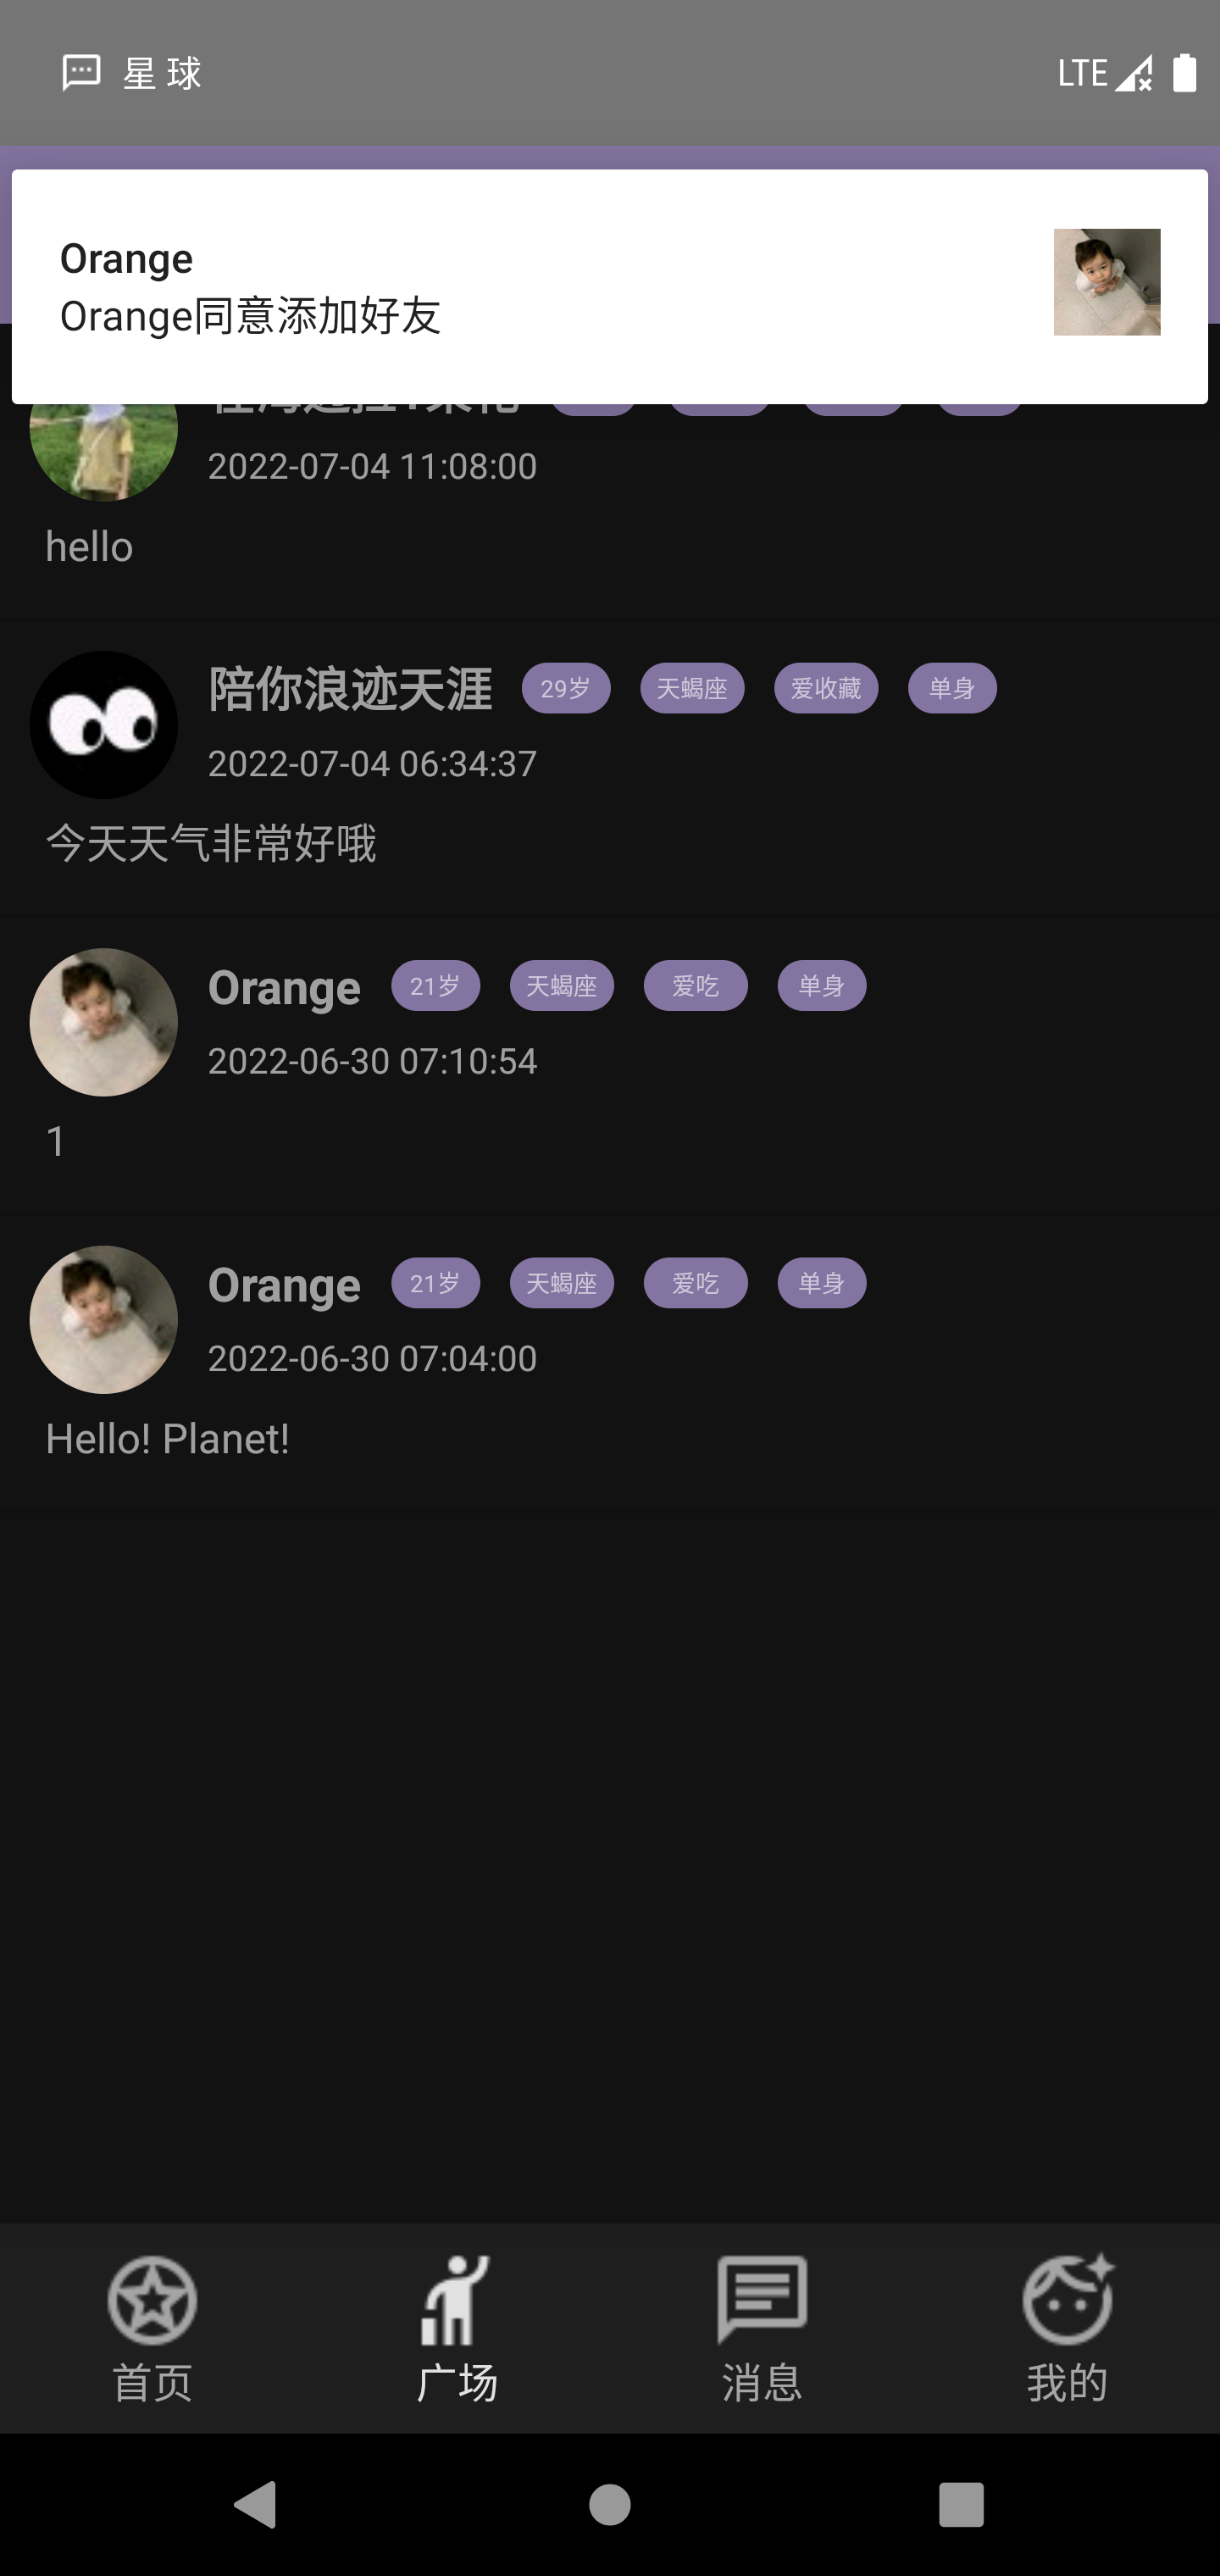 星 球
LTE
Orange
Orange同意添加好友
2022-07-04 11:08:00
hello
陪你浪迹天涯 29岁 天蝎座 爱收藏 单身
2022-07-04 06:34:37
今天天气非常好哦
Orange 21岁 天蝎座 爱吃 单身
2022-06-30 07:10:54
1
Orange 21岁 天蝎座 爱吃 单身
2022-06-30 07:04:00
Hello! Planet!
首页 广场 消息 我的